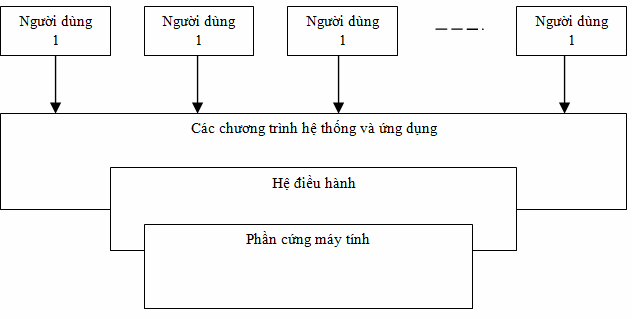 Người dùng
1
Người dùng
1
Người dùng
1
Người dùng
1
Các chương trình hệ thống và ứng dụng
Hệ điều hành
Phần cứng máy tính